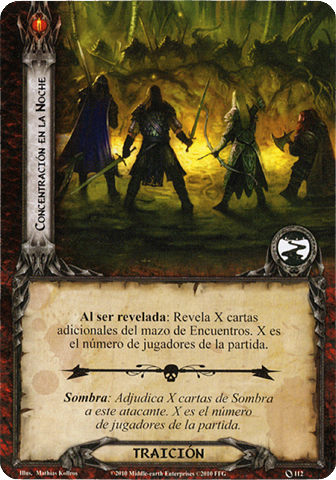 CONCENTRACIÓN EN LA NOCHE
Al ser revelada: Revela X cartas
adicionales del mazo de Encuentros. X es
el número de jugadores de la partida.
Sombra: Adjudica X cartas de Sombra
a este atacante. X es el número
de jugadores de la partida.
TRAICIÓN
Illus. Mathias Kollros
©2010 Middle-earth Enterprises ©2010 FFG
112